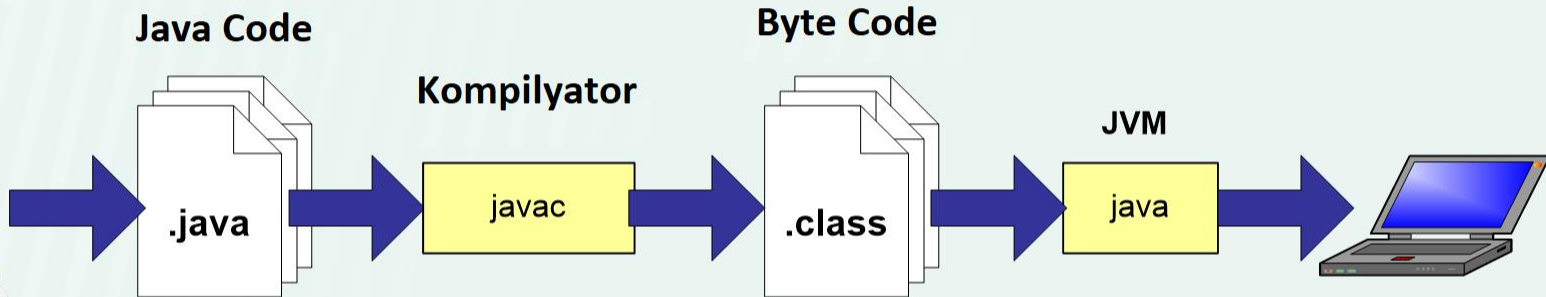 Java Code
.java
Kompilyator
javac
Byte Code
.class
JVM
java